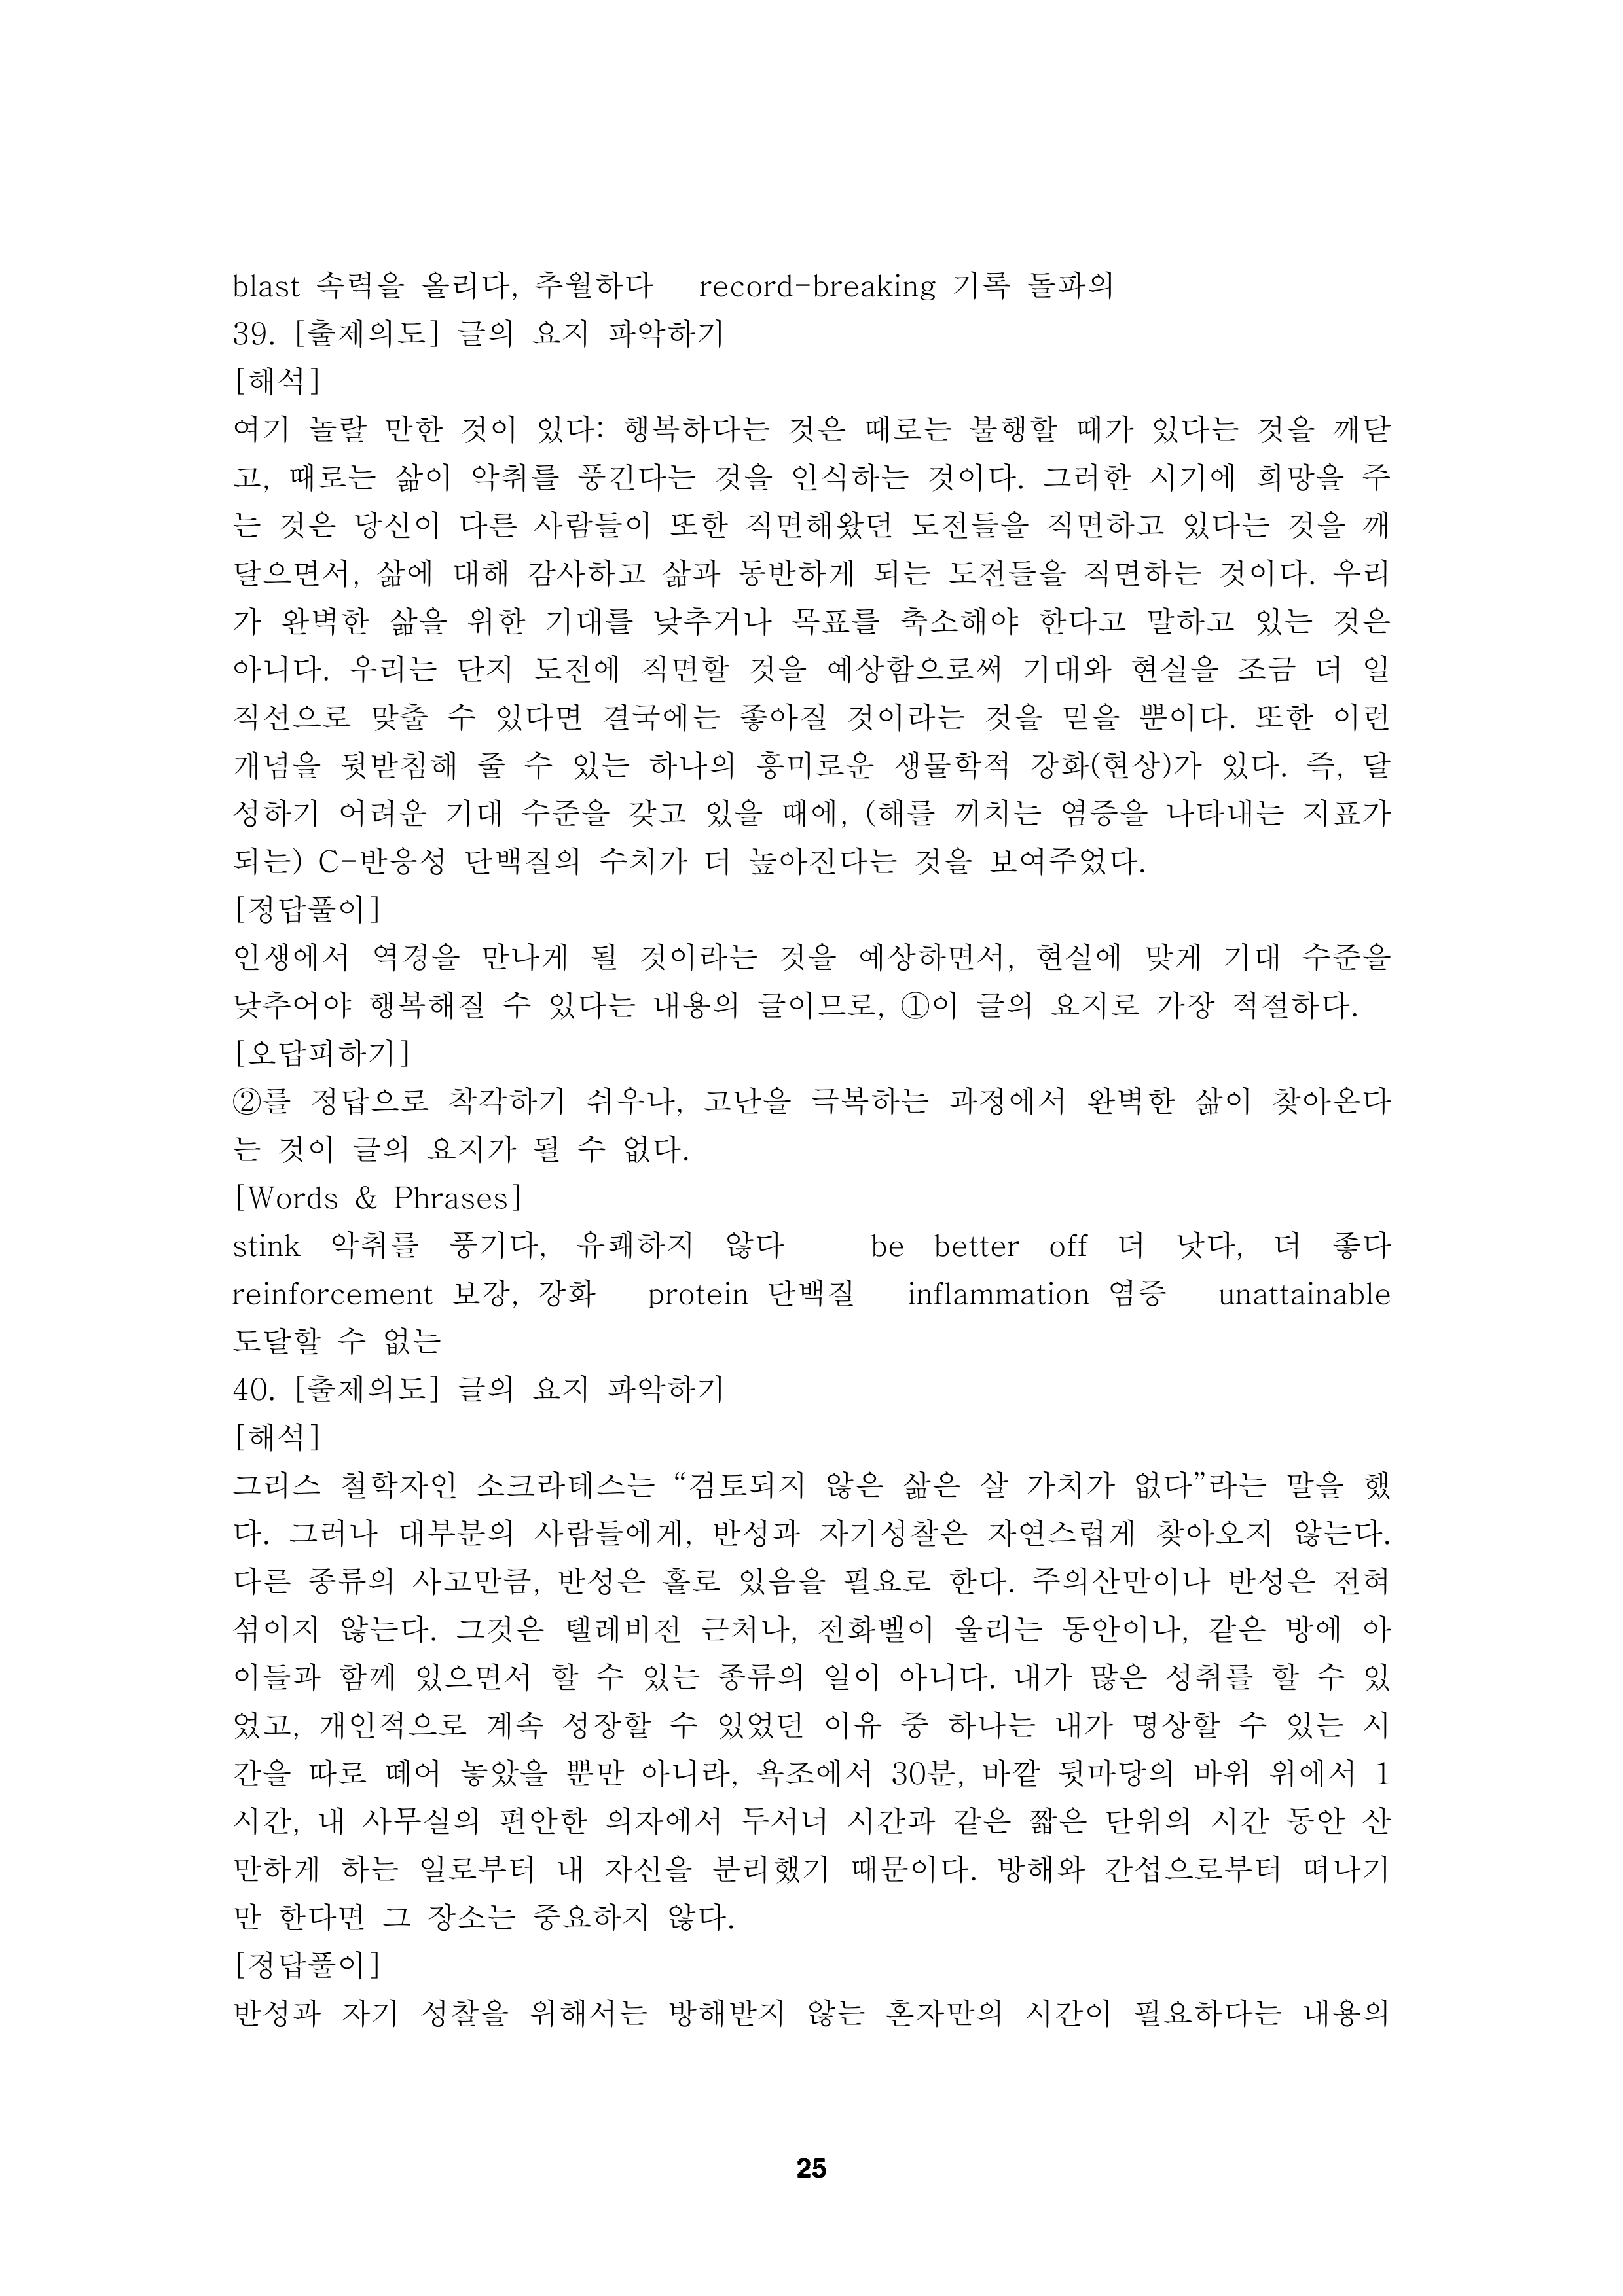 blast 속력을 올리다, 추월하다 record-breaking 기록 돌파의
39. [출제의도] 글의 요지 파악하기
[해석]
여기 놀랄 만한 것이 있다: 행복하다는 것은 때로는 불행할 때가 있다는 것을 깨닫
고, 때로는 삶이 악취를 풍긴다는 것을 인식하는 것이다. 그러한 시기에 희망을 주
는 것은 당신이 다른 사람들이 또한 직면해왔던 도전들을 직면하고 있다는 것을 깨
달으면서, 삶에 대해 감사하고 삶과 동반하게 되는 도전들을 직면하는 것이다. 우리
가 완벽한 삶을 위한 기대를 낮추거나 목표를 축소해야 한다고 말하고 있는 것은
아니다. 우리는 단지 도전에 직면할 것을 예상함으로써 기대와 현실을 조금 더 일
직선으로 맞출 수 있다면 결국에는 좋아질 것이라는 것을 믿을 뿐이다. 또한 이런
개념을 뒷받침해 줄 수 있는 하나의 흥미로운 생물학적 강화(현상)가 있다. 즉, 달
성하기 어려운 기대 수준을 갖고 있을 때에, (해를 끼치는 염증을 나타내는 지표가
되는) C-반응성 단백질의 수치가 더 높아진다는 것을 보여주었다.
[정답풀이]
인생에서 역경을 만나게 될 것이라는 것을 예상하면서, 현실에 맞게 기대 수준을
낮추어야 행복해질 수 있다는 내용의 글이므로, ①이 글의 요지로 가장 적절하다.
[오답피하기]
②를 정답으로 착각하기 쉬우나, 고난을 극복하는 과정에서 완벽한 삶이 찾아온다
는 것이 글의 요지가 될 수 없다.
[Words & Phrases]
stink 악취를 풍기다, 유쾌하지 않다 be better off 더 낫다, 더 좋다
reinforcement 보강, 강화 protein 단백질 inflammation 염증 unattainable
도달할 수 없는
40. [출제의도] 글의 요지 파악하기
[해석]
그리스 철학자인 소크라테스는 “검토되지 않은 삶은 살 가치가 없다”라는 말을 했
다. 그러나 대부분의 사람들에게, 반성과 자기성찰은 자연스럽게 찾아오지 않는다.
다른 종류의 사고만큼, 반성은 홀로 있음을 필요로 한다. 주의산만이나 반성은 전혀
섞이지 않는다. 그것은 텔레비전 근처나, 전화벨이 울리는 동안이나, 같은 방에 아
이들과 함께 있으면서 할 수 있는 종류의 일이 아니다. 내가 많은 성취를 할 수 있
었고, 개인적으로 계속 성장할 수 있었던 이유 중 하나는 내가 명상할 수 있는 시
간을 따로 떼어 놓았을 뿐만 아니라, 욕조에서 30분, 바깥 뒷마당의 바위 위에서 1
시간, 내 사무실의 편안한 의자에서 두서너 시간과 같은 짧은 단위의 시간 동안 산
만하게 하는 일로부터 내 자신을 분리했기 때문이다. 방해와 간섭으로부터 떠나기
만 한다면 그 장소는 중요하지 않다.
[정답풀이]
반성과 자기 성찰을 위해서는 방해받지 않는 혼자만의 시간이 필요하다는 내용의
25